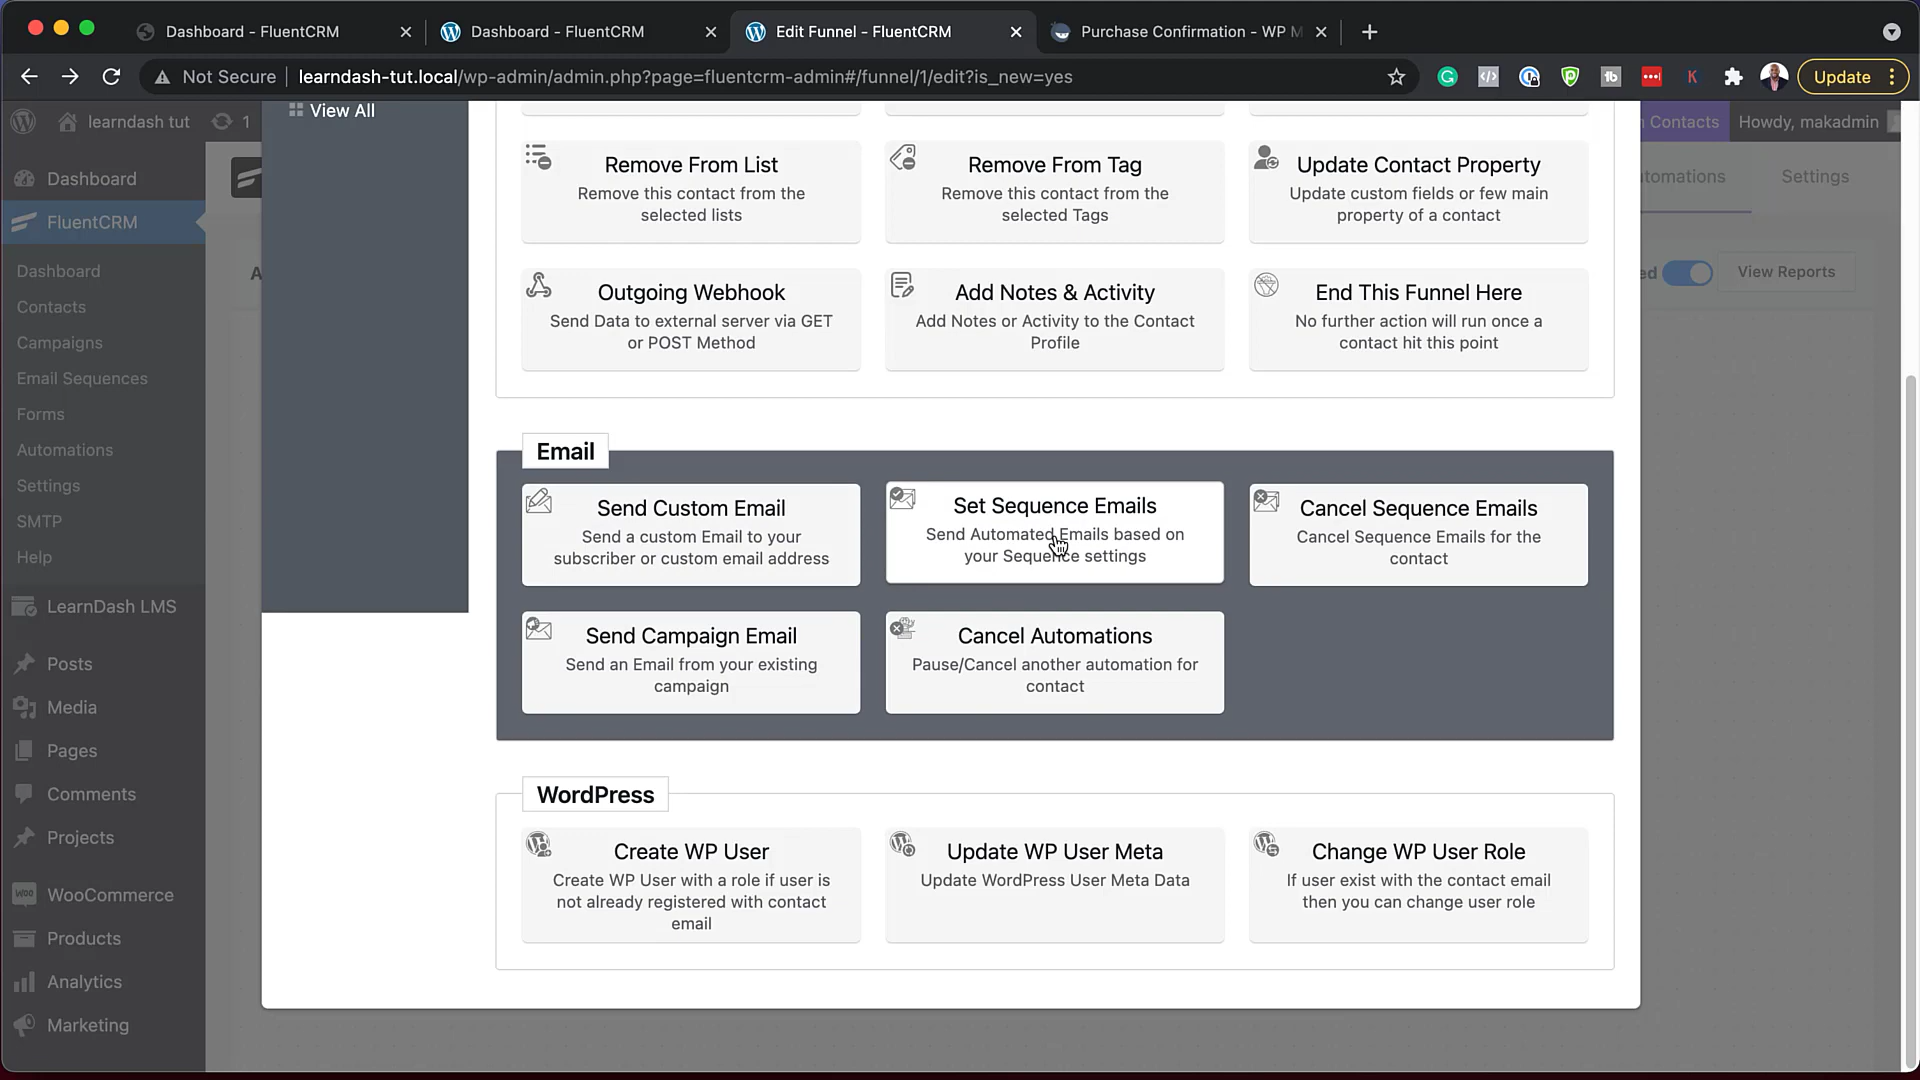 Dashboard - FluentCRM
Dashboard - FluentCRM
Edit Funnel - FluentCRM
Purchase Confirmation - WP M
Not Secure
learndash-tut.local/wp-admin/admin.php?page=fluentcrm-admin#/funnel/1/edit?is_new=yes
Update
learndash tut
1
Contacts
Howdy, makadmin
View All
Dashboard
FluentCRM
Dashboard
Contacts
Campaigns
Email Sequences
Forms
Automations
Settings
SMTP
Help
LearnDash LMS
Posts
Media
Pages
Comments
Projects
WooCommerce
Products
Analytics
Marketing
tomations
Settings
A
ed
View Reports
Remove From List
Remove this contact from the
selected lists
Remove From Tag
Remove this contact from the
selected Tags
Update Contact Property
Update custom fields or few main
property of a contact
Outgoing Webhook
Send Data to external server via GET
or POST Method
Add Notes & Activity
Add Notes or Activity to the Contact
Profile
End This Funnel Here
No further action will run once a
contact hit this point
Email
Send Custom Email
Send a custom Email to your
subscriber or custom email address
Set Sequence Emails
Send Automated Emails based on
your Sequence settings
Cancel Sequence Emails
Cancel Sequence Emails for the
contact
Send Campaign Email
Send an Email from your existing
campaign
Cancel Automations
Pause/Cancel another automation for
contact
WordPress
Create WP User
Create WP User with a role if user is
not already registered with contact
email
Update WP User Meta
Update WordPress User Meta Data
Change WP User Role
If user exist with the contact email
then you can change user role